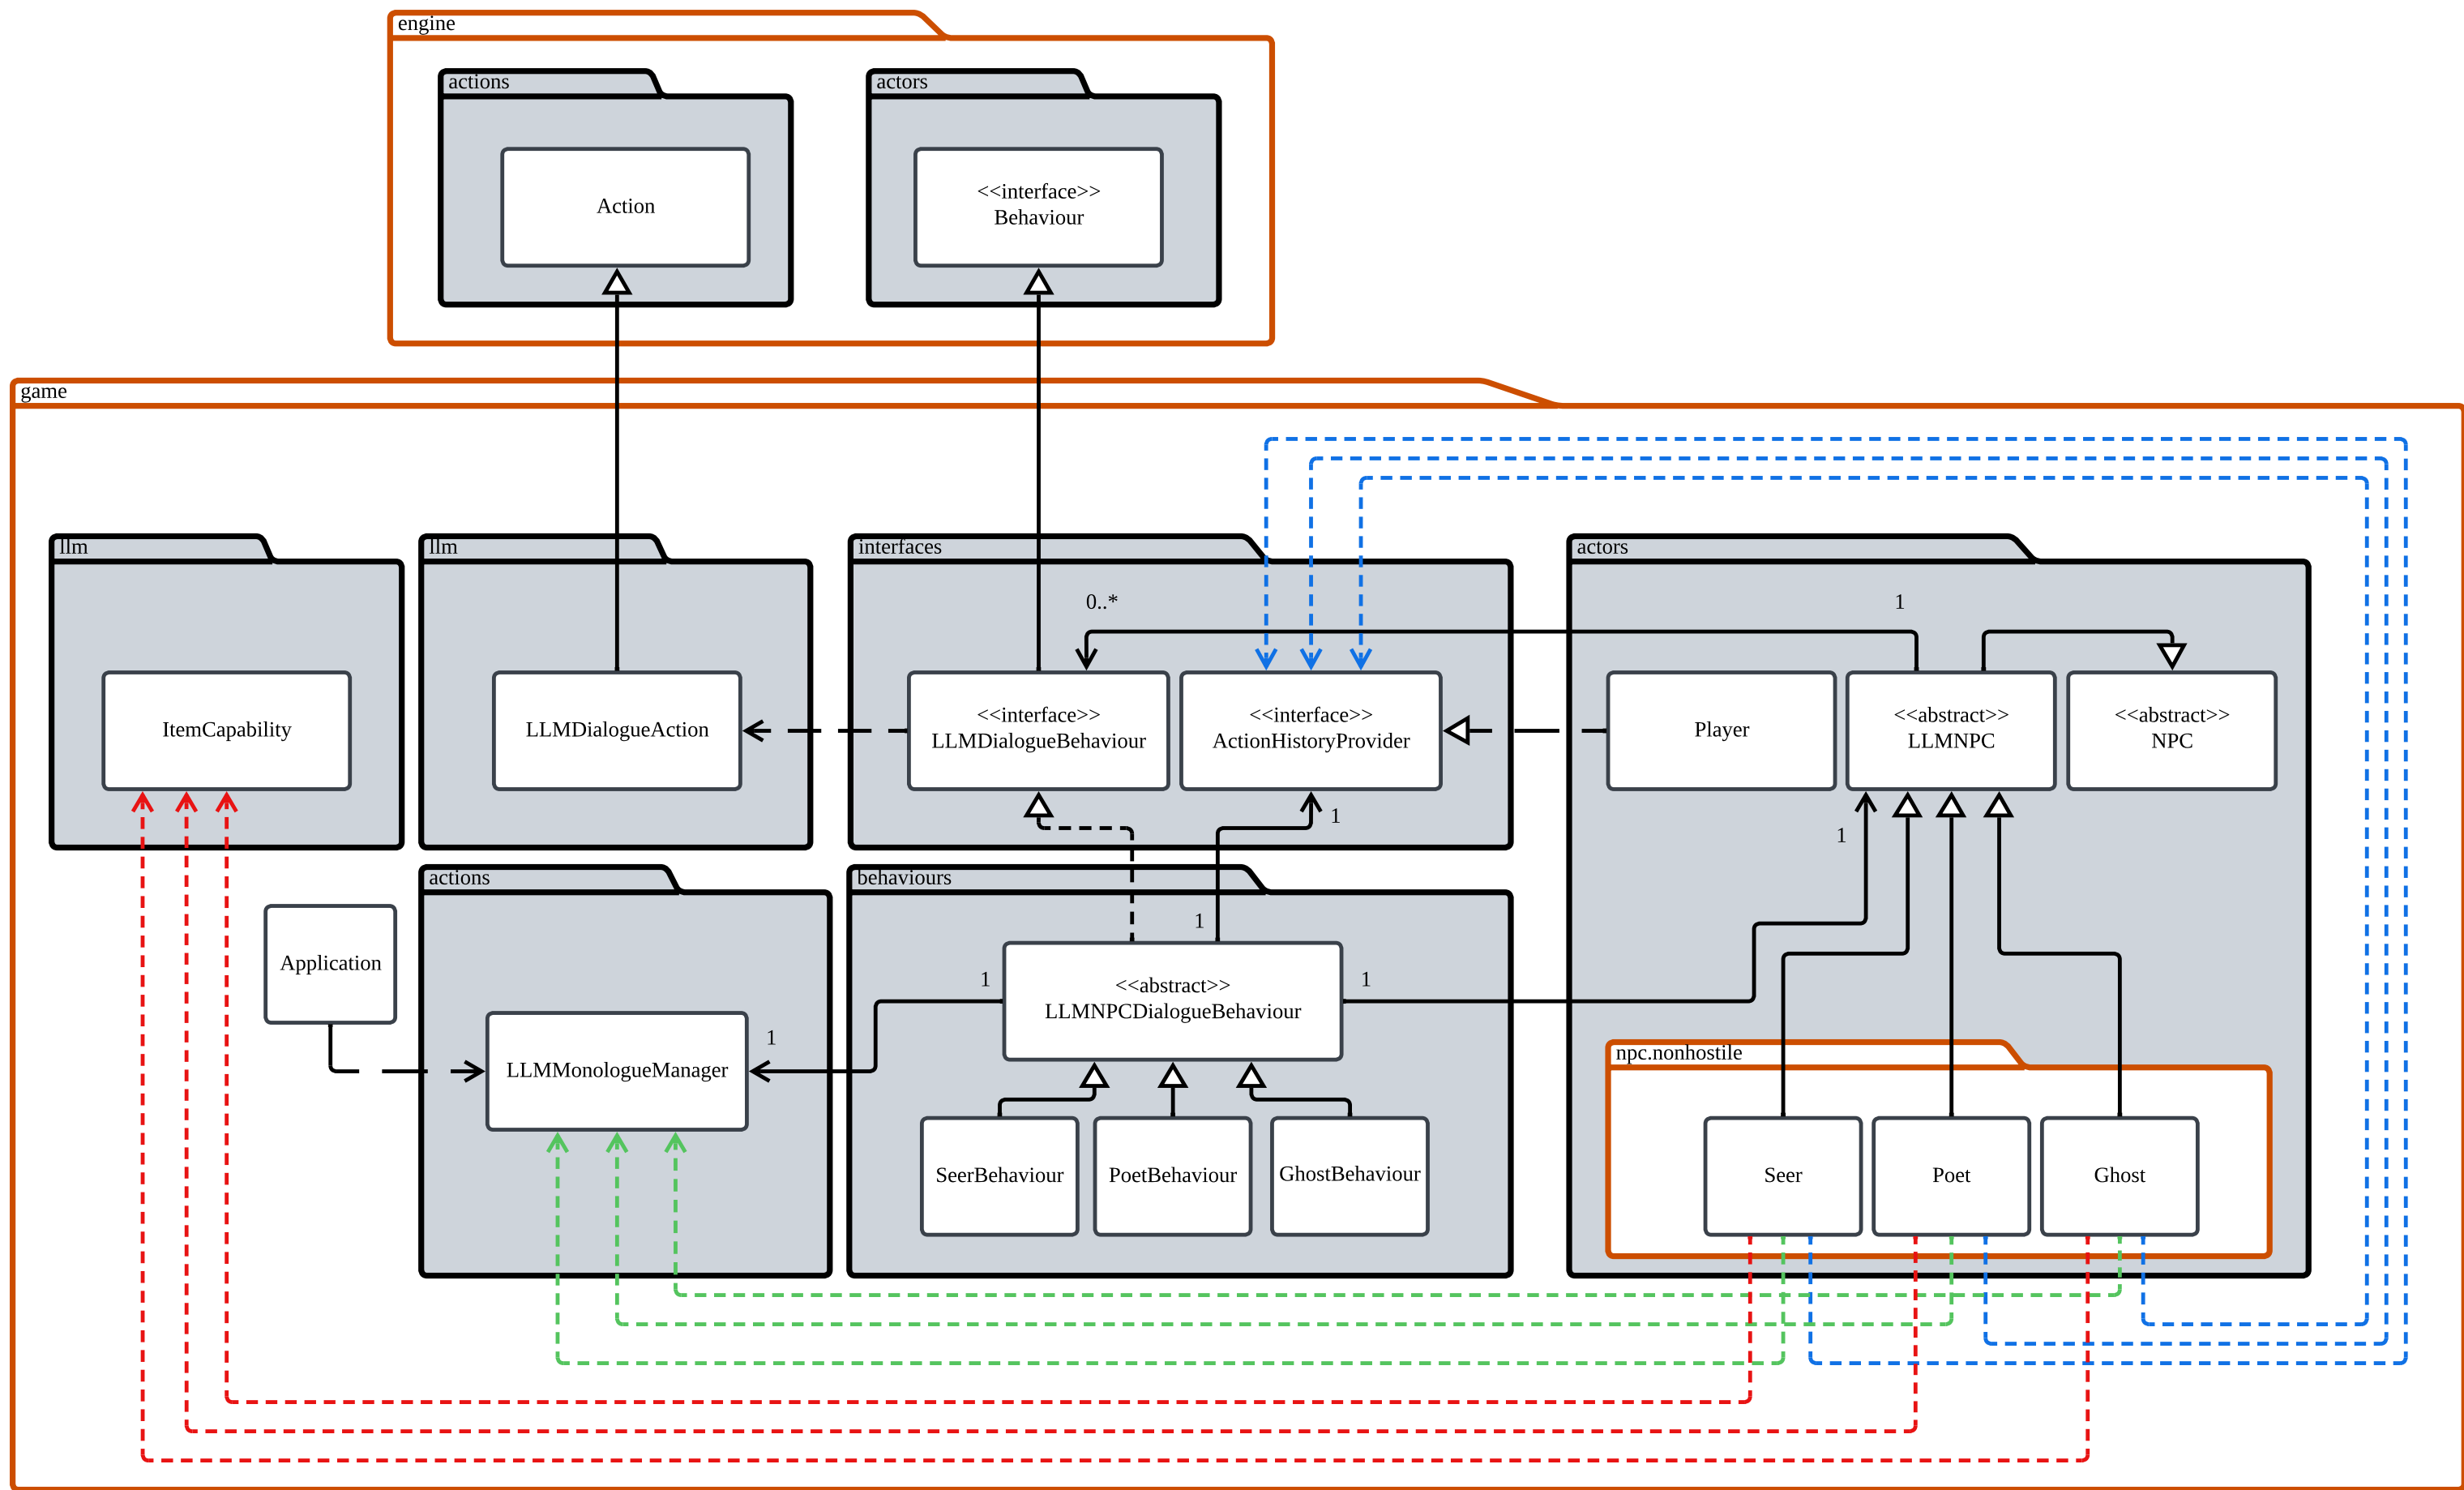 engine
actions
actors
Action
<<interface>>
Behaviour
game
llm
llm
interfaces
actors
0..*
1
ItemCapability
LLMDialogueAction
<<interface>>
LLMDialogueBehaviour
<<interface>>
ActionHistoryProvider
Player
<<abstract>>
LLMNPC
<<abstract>>
NPC
1
1
actions
behaviours
1
Application
1
<<abstract>>
LLMNPCDialogueBehaviour
1
1
LLMMonologueManager
npc.nonhostile
SeerBehaviour
PoetBehaviour
GhostBehaviour
Seer
Poet
Ghost